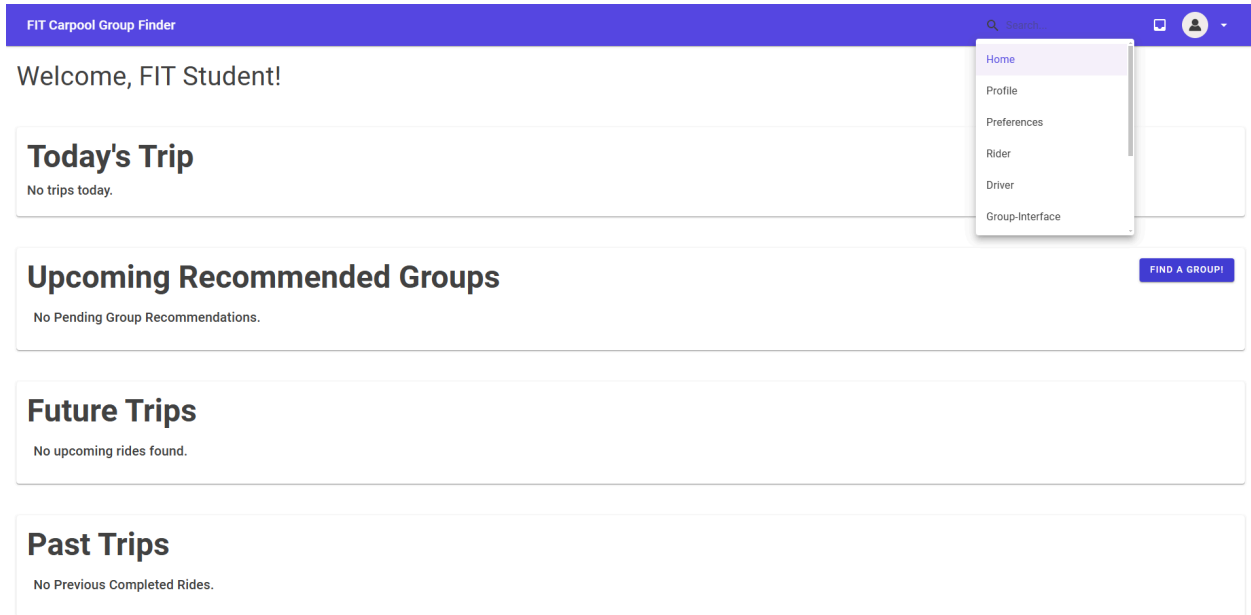 FIT Carpool Group Finder
Search
Home
Profile
Preferences
Rider
Driver
Group-Interface
Welcome, FIT Student!
Today's Trip
No trips today.
Upcoming Recommended Groups
FIND A GROUP!
No Pending Group Recommendations.
Future Trips
No upcoming rides found.
Past Trips
No Previous Completed Rides.